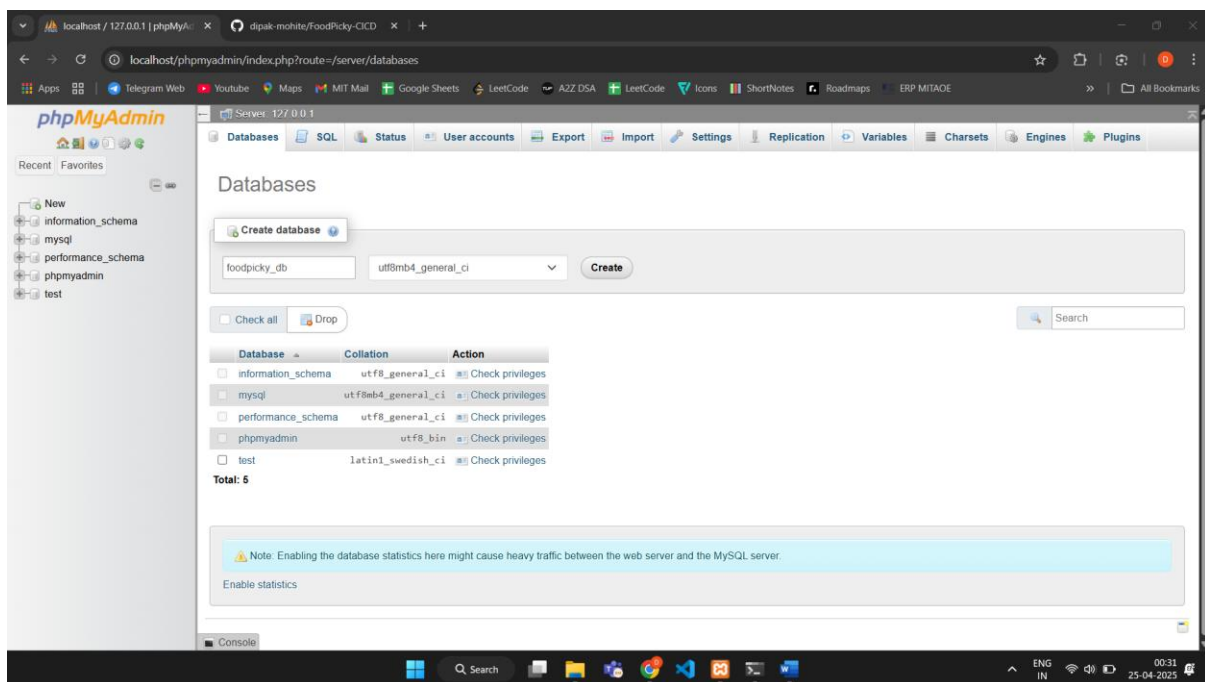 localhost / 127.0.0.1 | phpMyAd
dipak-mohite/FoodPicky-CICD
localhost/phpmyadmin/index.php?route=/server/databases
D
Apps Telegram Web Youtube Maps MIT Mail Google Sheets LeetCode A2Z DSA LeetCode Icons ShortNotes Roadmaps ERP MITAOE » All Bookmarks
phpMyAdmin
Recent Favorites
New
information_schema
mysql
performance_schema
phpmyadmin
test
Server: 127.0.0.1
Databases SQL Status User accounts Export Import Settings Replication Variables Charsets Engines Plugins
Databases
Create database
foodpicky_db utf8mb4_general_ci Create
Check all Drop Search
Database Collation Action
information_schema utf8_general_ci Check privileges
mysql utf8mb4_general_ci Check privileges
performance_schema utf8_general_ci Check privileges
phpmyadmin utf8_bin Check privileges
test latin1_swedish_ci Check privileges
Total: 5
Note: Enabling the database statistics here might cause heavy traffic between the web server and the MySQL server.
Enable statistics
Console
Search
ENG
IN
00:31
25-04-2025